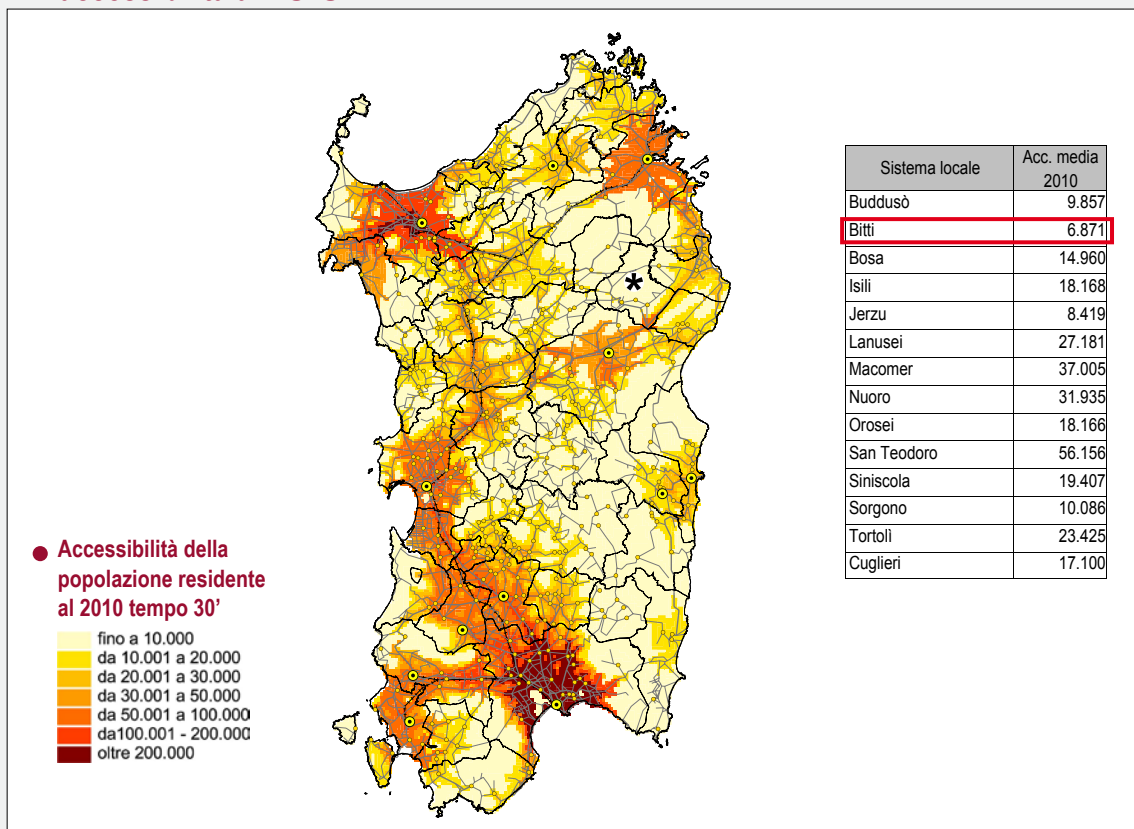 Sistema locale Acc. media 2010
Buddusò 9.857
Bitti 6.871
Bosa 14.960
Isili 18.168
Jerzu 8.419
Lanusei 27.181
Macomer 37.005
Nuoro 31.935
Orosei 18.166
San Teodoro 56.156
Siniscola 19.407
Sorgono 10.086
Tortolì 23.425
Cuglieri 17.100
*
● Accessibilità della
popolazione residente
al 2010 tempo 30’
fino a 10.000
da 10.001 a 20.000
da 20.001 a 30.000
da 30.001 a 50.000
da 50.001 a 100.000
da100.001 - 200.000
oltre 200.000